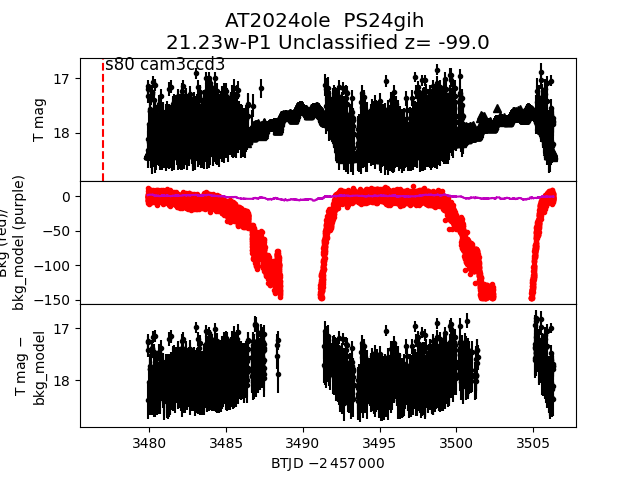 AT2024ole PS24gih
21.23w-P1 Unclassified z= -99.0
s80 cam3ccd3
17
18
T mag
0
−50
−100
−150
Bkg (red)/
bkg_model (purple)
17
18
T mag −
bkg_model
3480 3485 3490 3495 3500 3505
BTJD −2 457 000